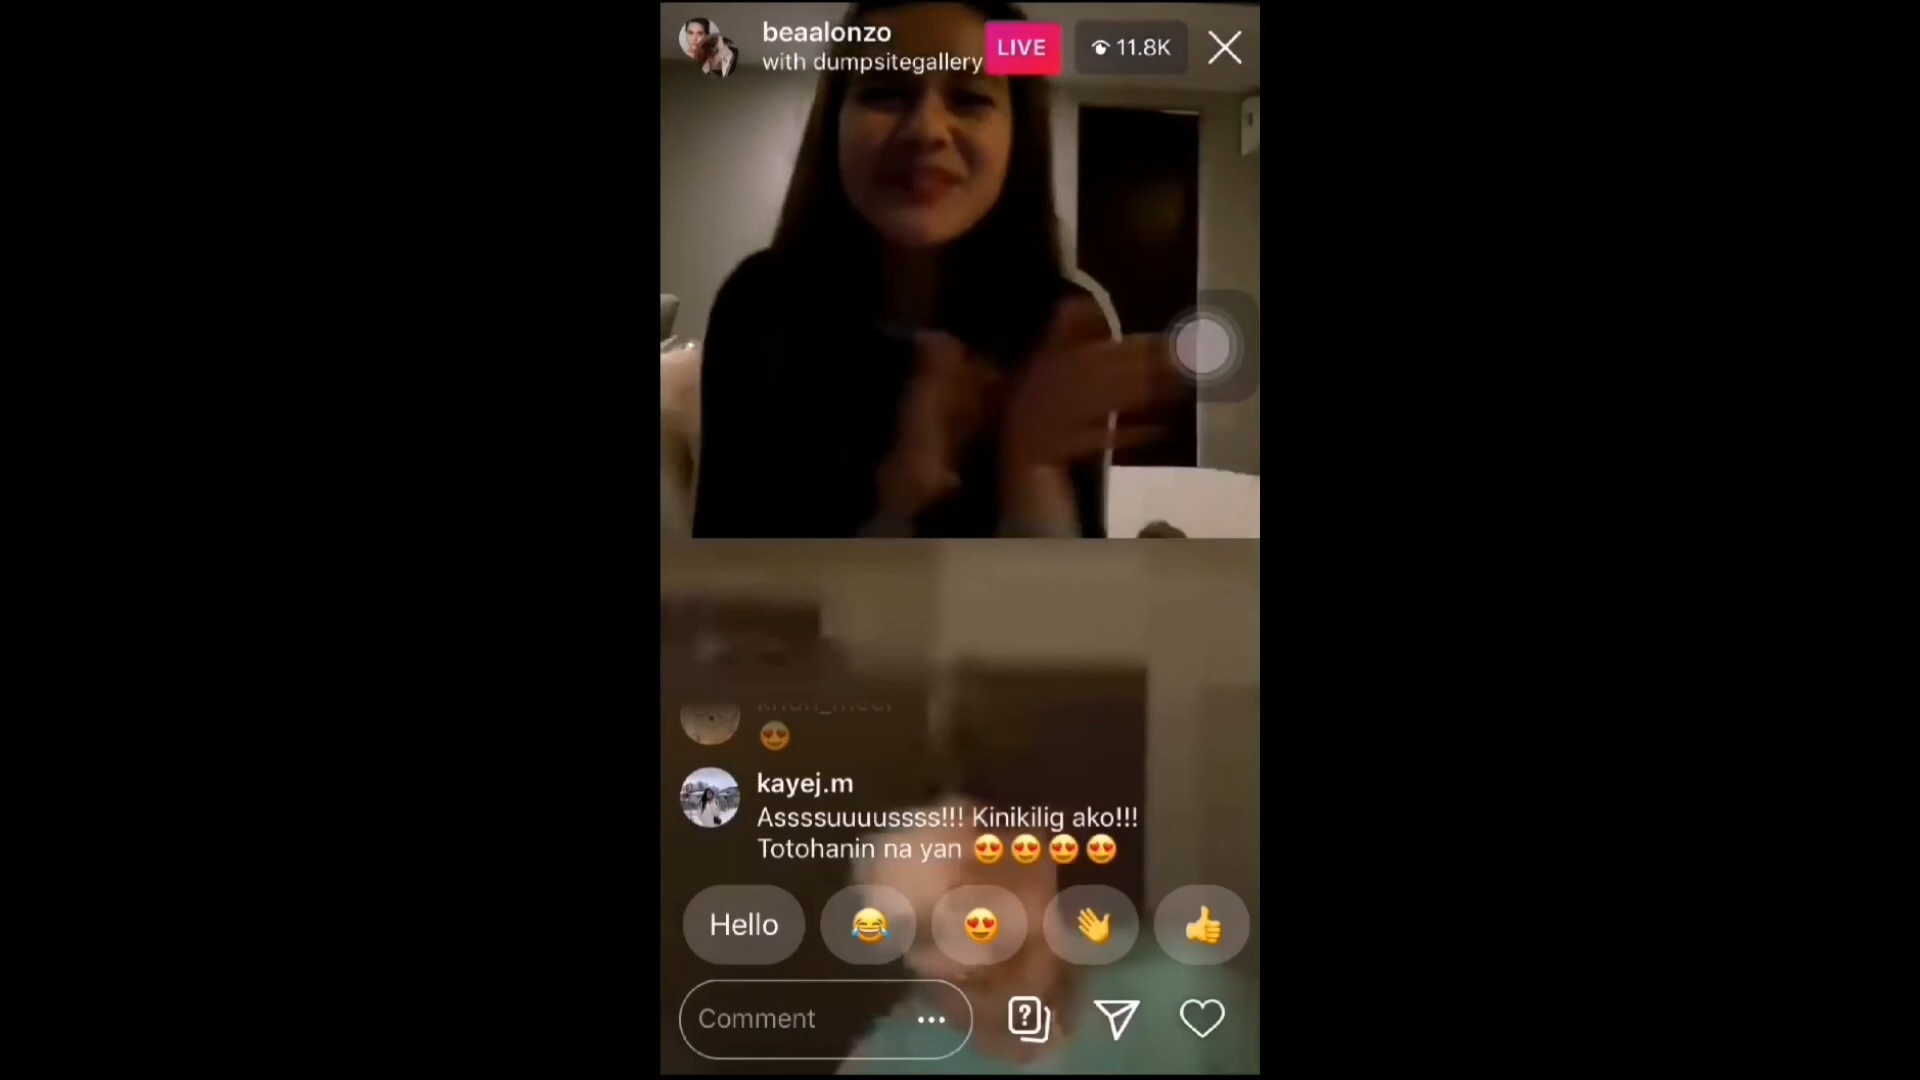 beaalonzo
with dumpsitegallery
LIVE
11.8K
kayej.m
Assssuuuussss!!! Kinikilig ako!!!
Totohanin na yan 😍😍😍😍
Hello
Comment